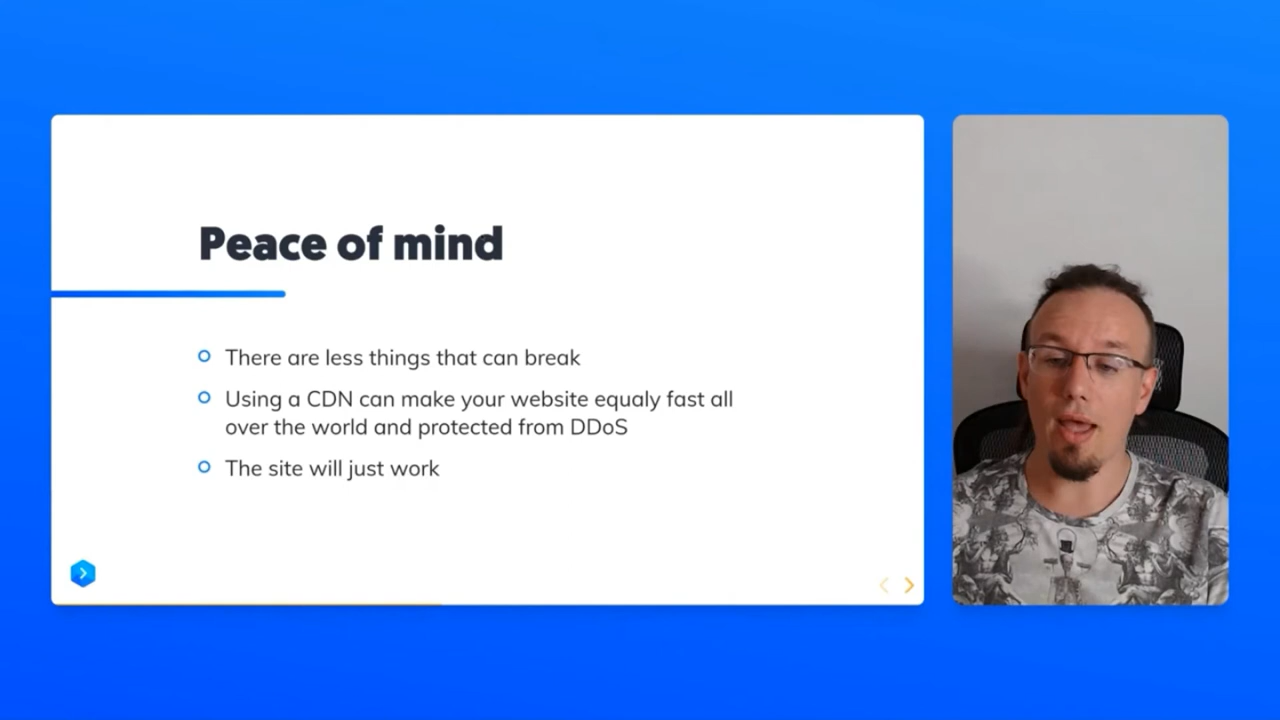 Peace of mind
There are less things that can break
Using a CDN can make your website equaly fast all
over the world and protected from DDoS
The site will just work